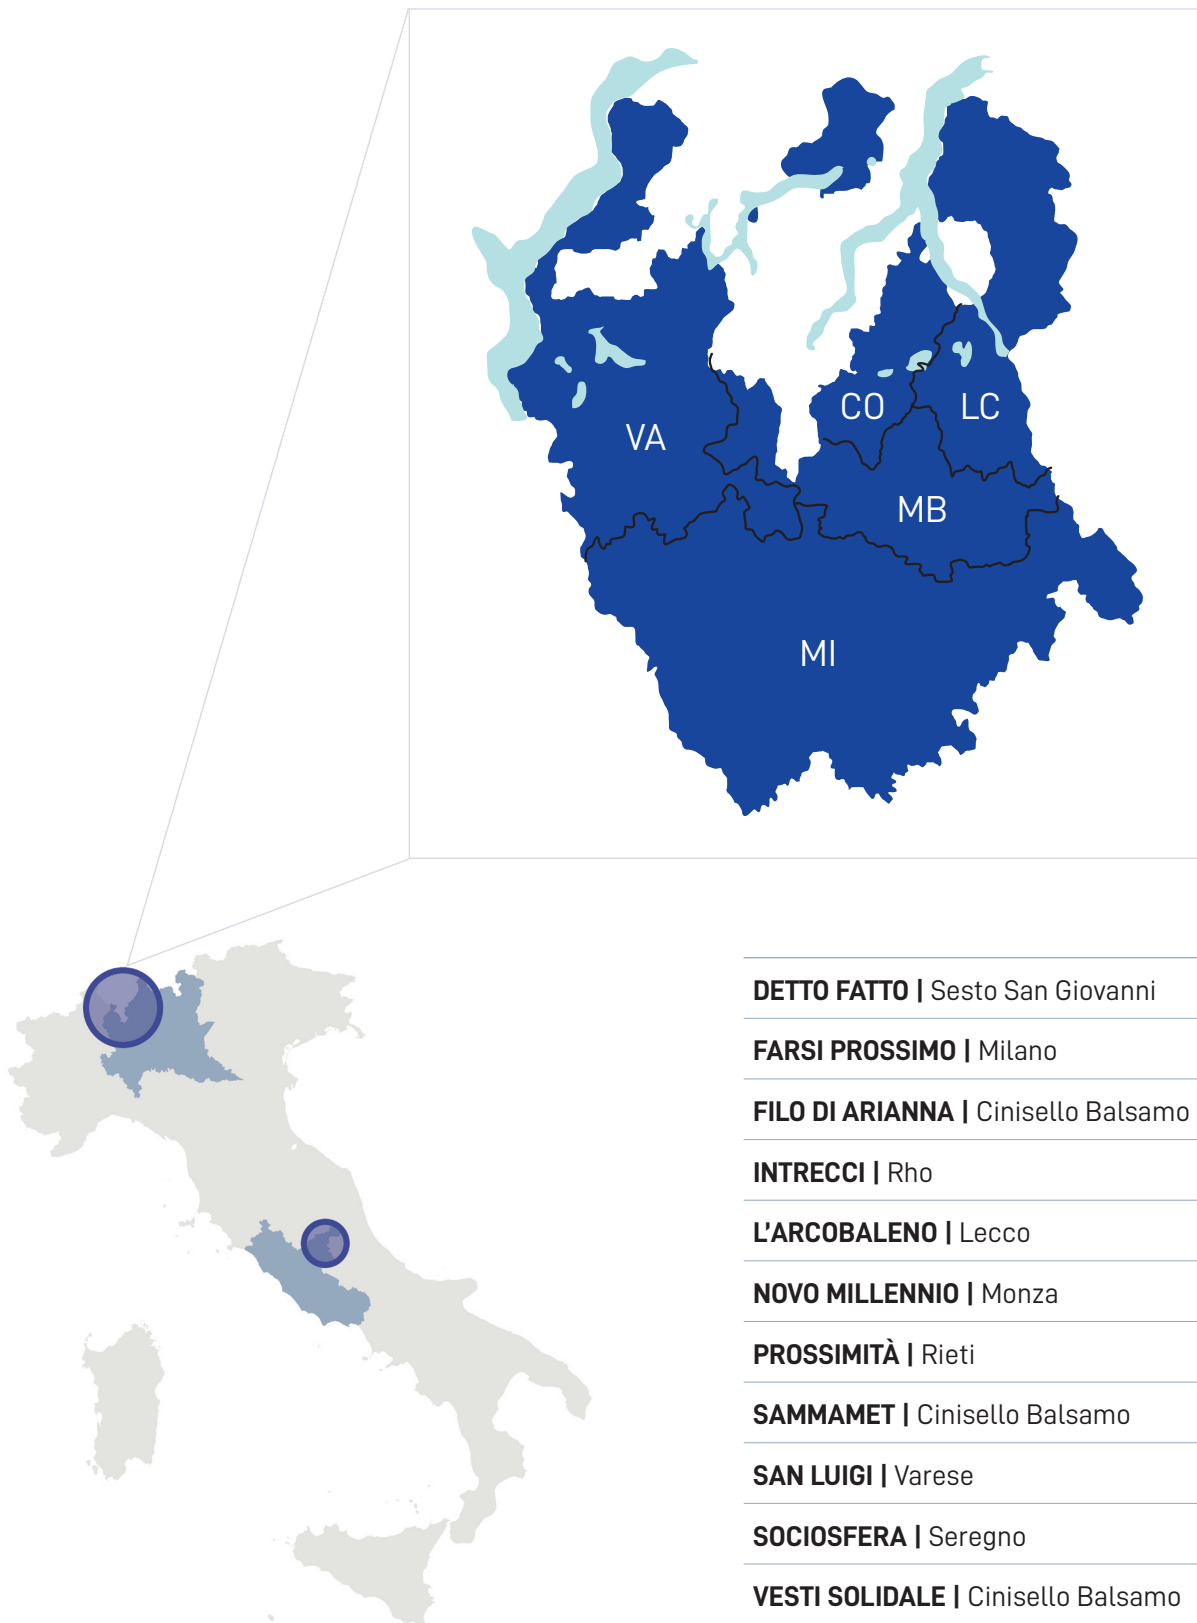 CO
LC
VA
MB
MI
DETTO FATTO | Sesto San Giovanni
FARSI PROSSIMO | Milano
FILO DI ARIANNA | Cinisello Balsamo
INTRECCI | Rho
L'ARCOBALENO | Lecco
NOVO MILLENNIO | Monza
PROSSIMITÀ | Rieti
SAMMAMET | Cinisello Balsamo
SAN LUIGI | Varese
SOCIOSFERA | Seregno
VESTI SOLIDALE | Cinisello Balsamo